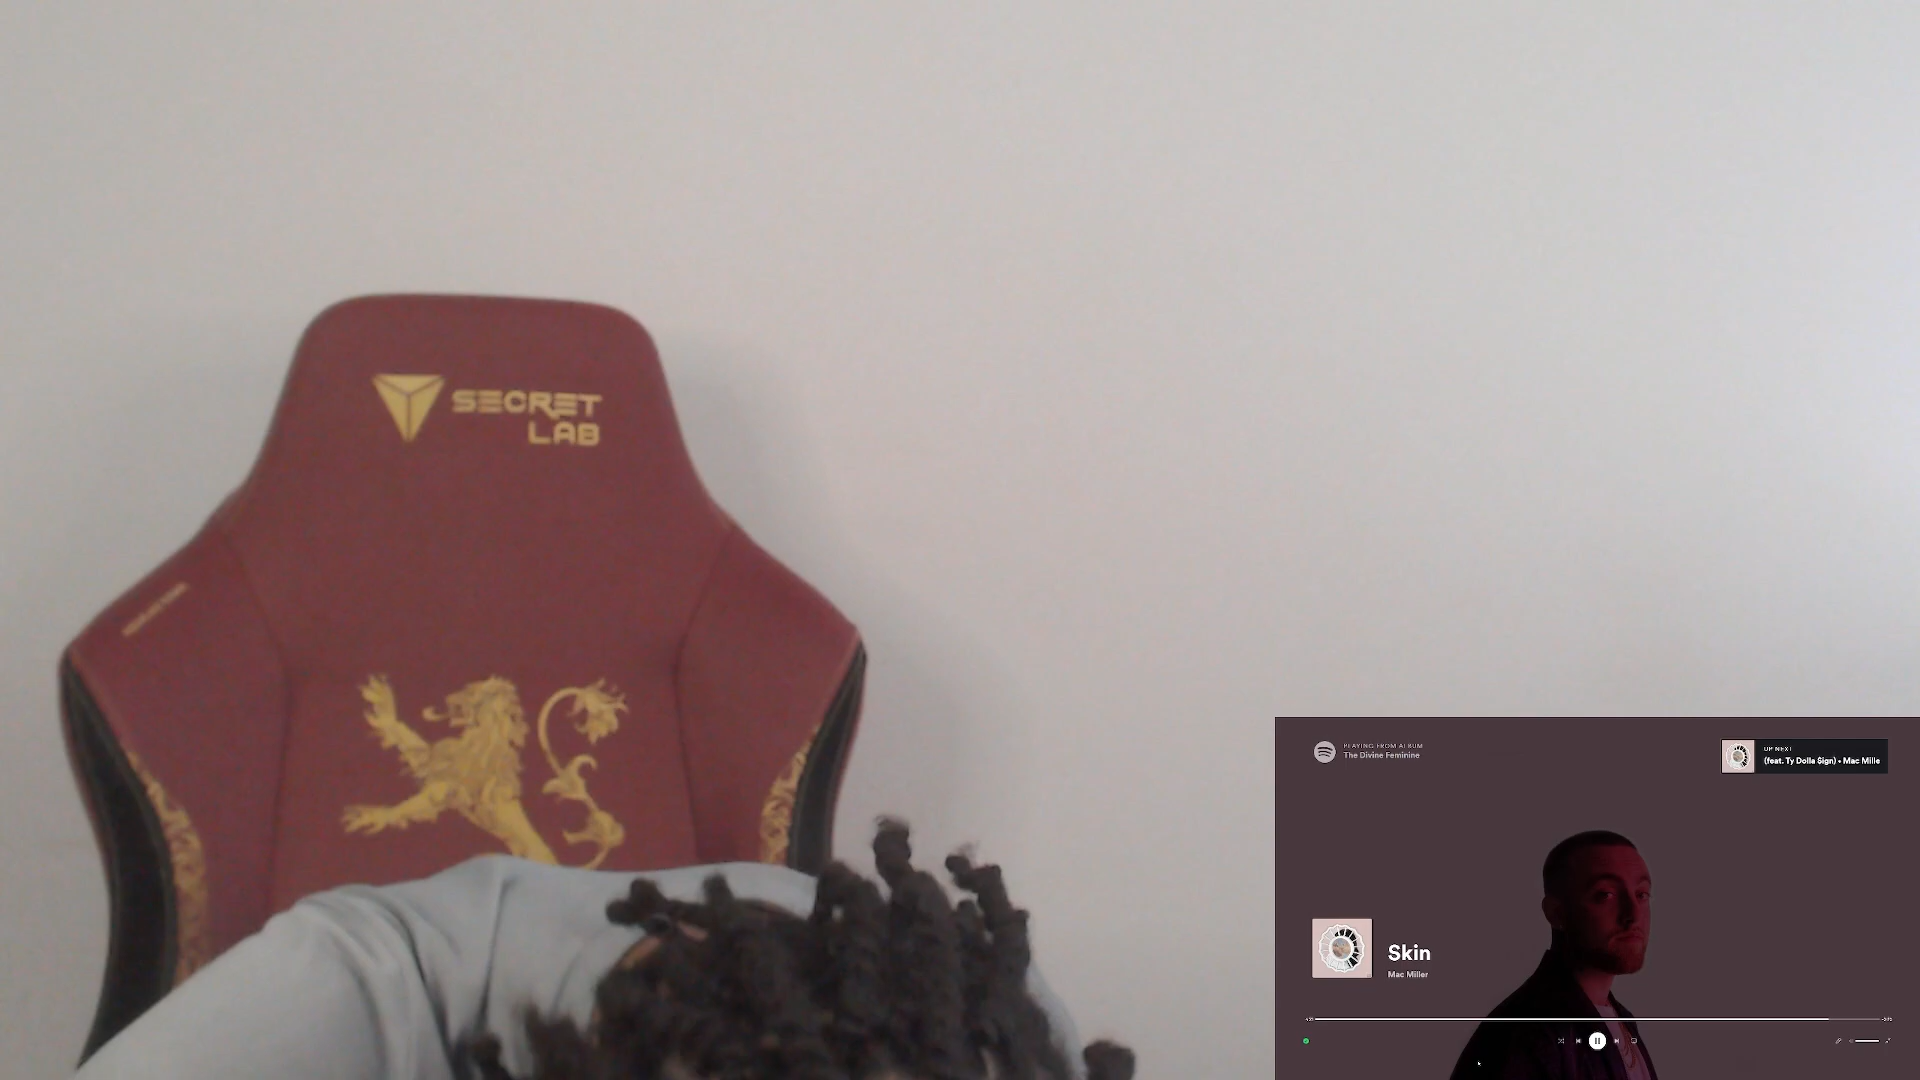 SECRET
LAB
PLAYING FROM ALBUM
The Divine Feminine
UP NEXT
(feat. Ty Dolla $ign) • Mac Mille
Skin
Mac Miller